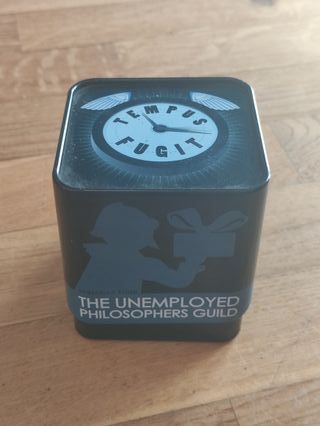 TEMPUS
FUGIT
THE UNEMPLOYED
PHILOSOPHERS GUILD